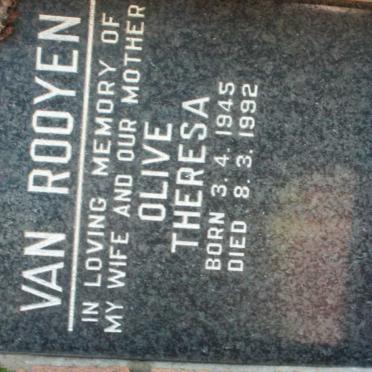 VAN ROOYEN
IN LOVING MEMORY OF
MY WIFE AND OUR MOTHER
OLIVE
THERESA
BORN 3.4.1945
DIED 8.3.1992